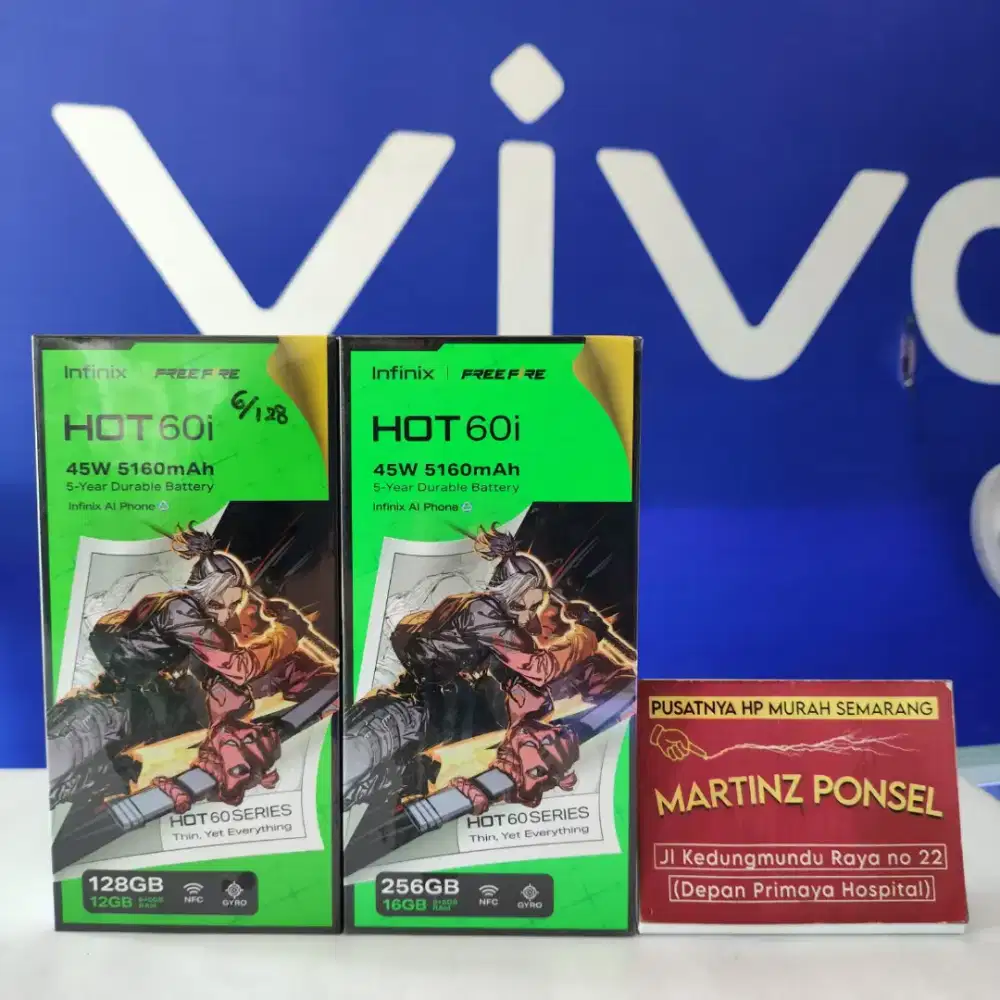 vivo
Infinix FREE FIRE
6/128
HOT 60i
45W 5160mAh
5-Year Durable Battery
Infinix AI Phone
HOT 60 SERIES
Thin, Yet Everything
128GB
12GB
RAM
NFC
GYRO
Infinix | FREE FIRE
HOT 60i
45W 5160mAh
5-Year Durable Battery
Infinix AI Phone
HOT 60 SERIES
Thin, Yet Everything
256GB
16GB
RAM
NFC
GYRO
PUSATNYA HP MURAH SEMARANG
MARTINZ PONSEL
Jl Kedungmundu Raya no 22
(Depan Primaya Hospital)